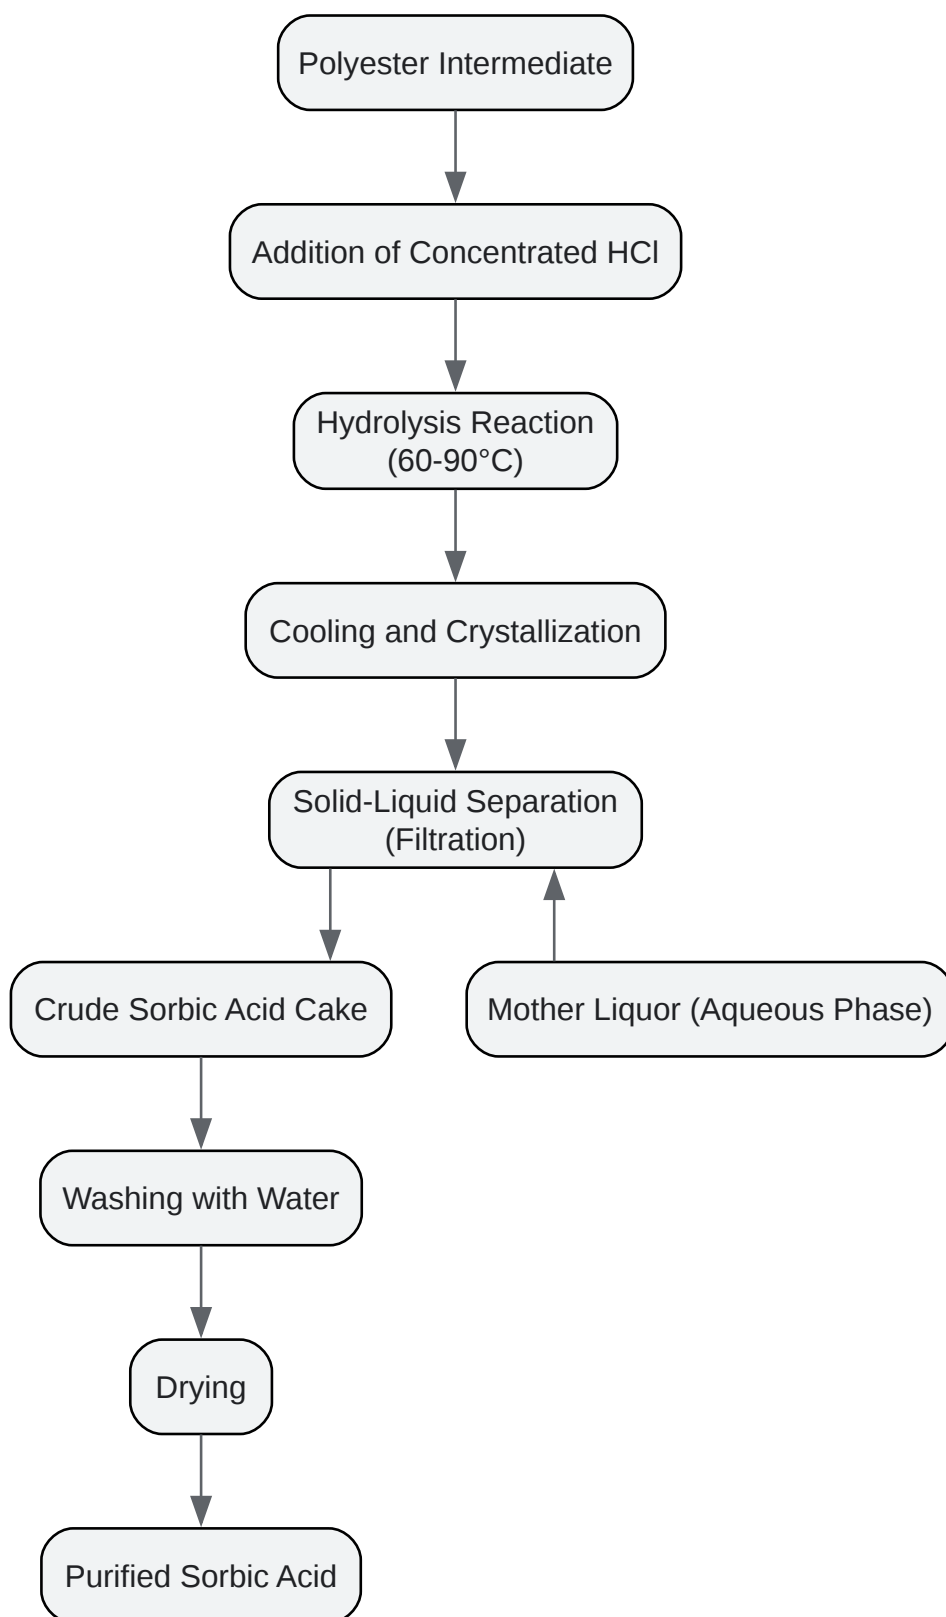 Polyester Intermediate
Addition of Concentrated HCl
Hydrolysis Reaction
(60-90°C)
Cooling and Crystallization
Solid-Liquid Separation
(Filtration)
Crude Sorbic Acid Cake
Mother Liquor (Aqueous Phase)
Washing with Water
Drying
Purified Sorbic Acid